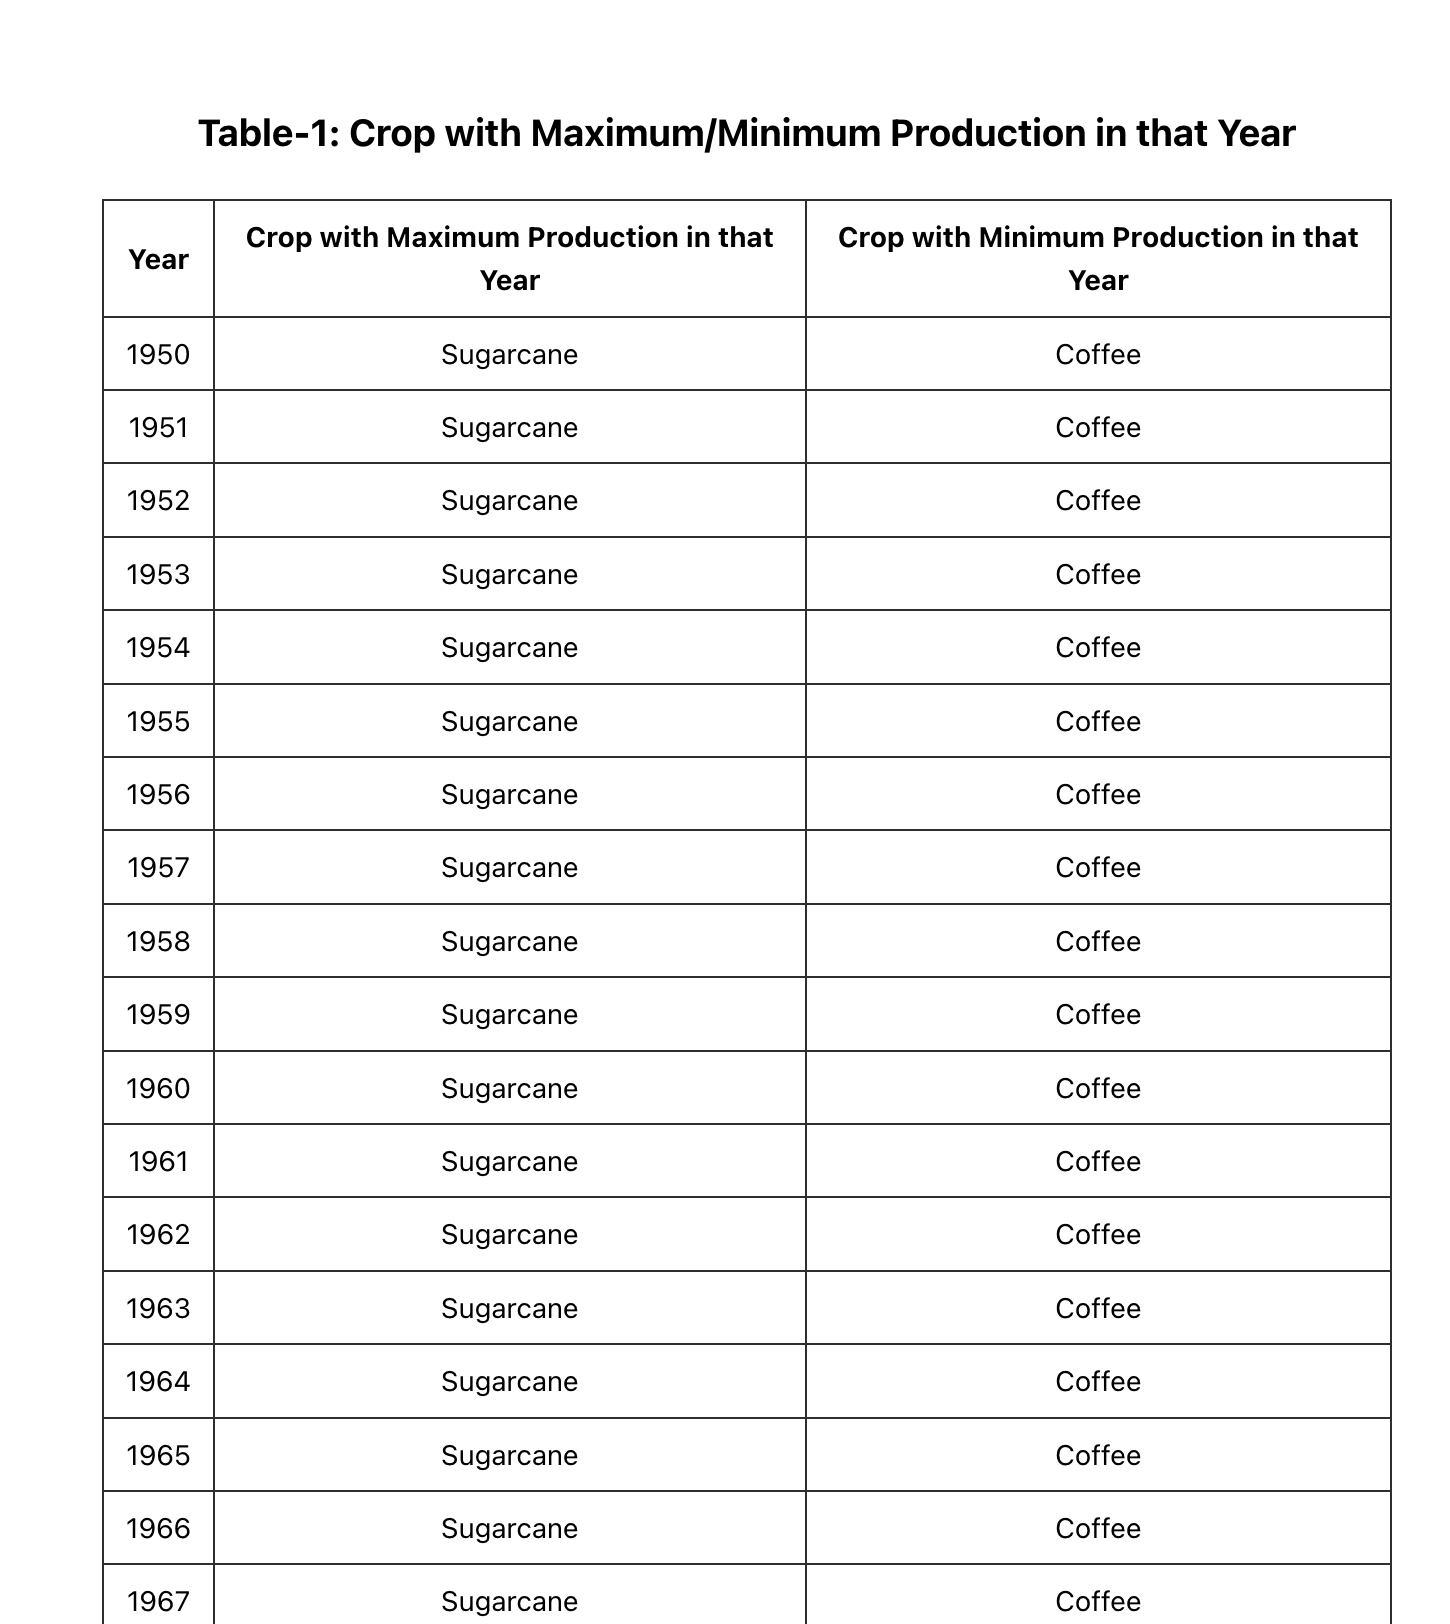 Table-1: Crop with Maximum/Minimum Production in that Year
Year | Crop with Maximum Production in that Year | Crop with Minimum Production in that Year
1950 | Sugarcane | Coffee
1951 | Sugarcane | Coffee
1952 | Sugarcane | Coffee
1953 | Sugarcane | Coffee
1954 | Sugarcane | Coffee
1955 | Sugarcane | Coffee
1956 | Sugarcane | Coffee
1957 | Sugarcane | Coffee
1958 | Sugarcane | Coffee
1959 | Sugarcane | Coffee
1960 | Sugarcane | Coffee
1961 | Sugarcane | Coffee
1962 | Sugarcane | Coffee
1963 | Sugarcane | Coffee
1964 | Sugarcane | Coffee
1965 | Sugarcane | Coffee
1966 | Sugarcane | Coffee
1967 | Sugarcane | Coffee